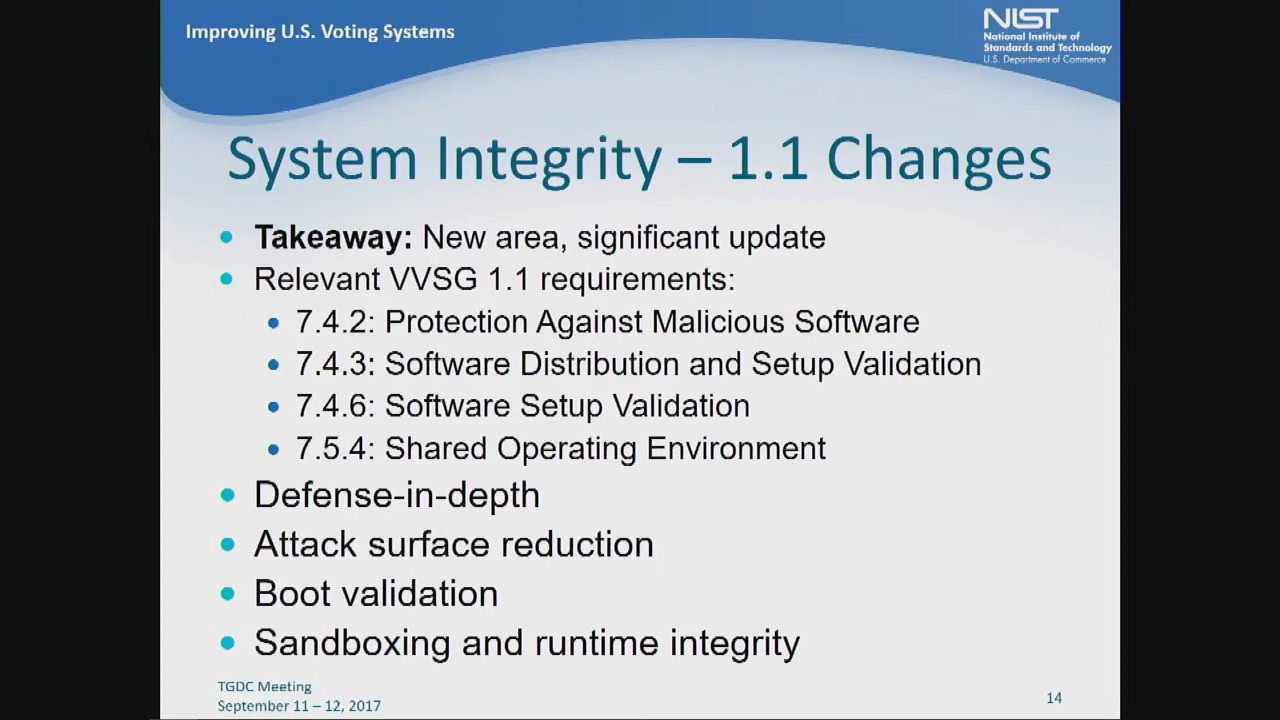 Improving U.S. Voting Systems
NIST
National Institute of
Standards and Technology
U.S. Department of Commerce
System Integrity – 1.1 Changes
Takeaway: New area, significant update
Relevant VVSG 1.1 requirements:
7.4.2: Protection Against Malicious Software
7.4.3: Software Distribution and Setup Validation
7.4.6: Software Setup Validation
7.5.4: Shared Operating Environment
Defense-in-depth
Attack surface reduction
Boot validation
Sandboxing and runtime integrity
TGDC Meeting
September 11 – 12, 2017
14